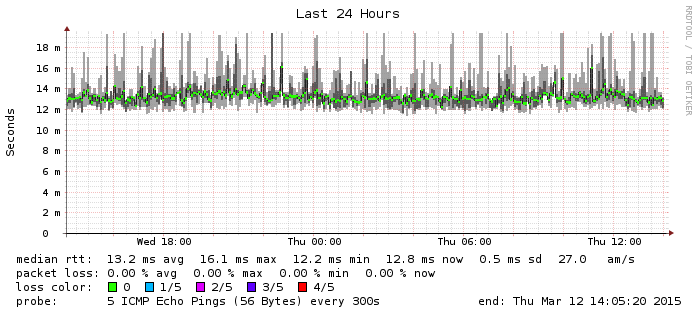 Last 24 Hours
RRDTOOL / TOBI OETIKER
Seconds
18 m
16 m
14 m
12 m
10 m
8 m
6 m
4 m
2 m
0
Wed 18:00 Thu 00:00 Thu 06:00 Thu 12:00
median rtt: 13.2 ms avg 16.1 ms max 12.2 ms min 12.8 ms now 0.5 ms sd 27.0 am/s
packet loss: 0.00 % avg 0.00 % max 0.00 % min 0.00 % now
loss color: 0 1/5 2/5 3/5 4/5
probe: 5 ICMP Echo Pings (56 Bytes) every 300s end: Thu Mar 12 14:05:20 2015